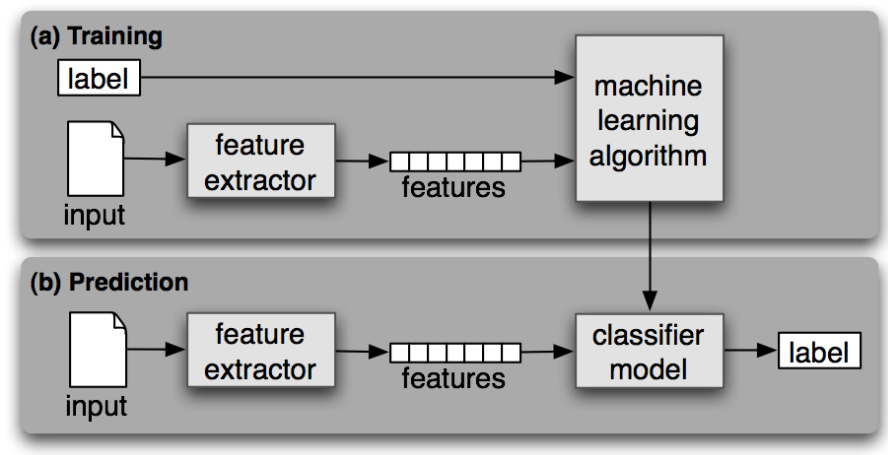 (a) Training
label
machine
learning
algorithm
feature
extractor
features
input
(b) Prediction
feature
extractor
features
classifier
model
label
input